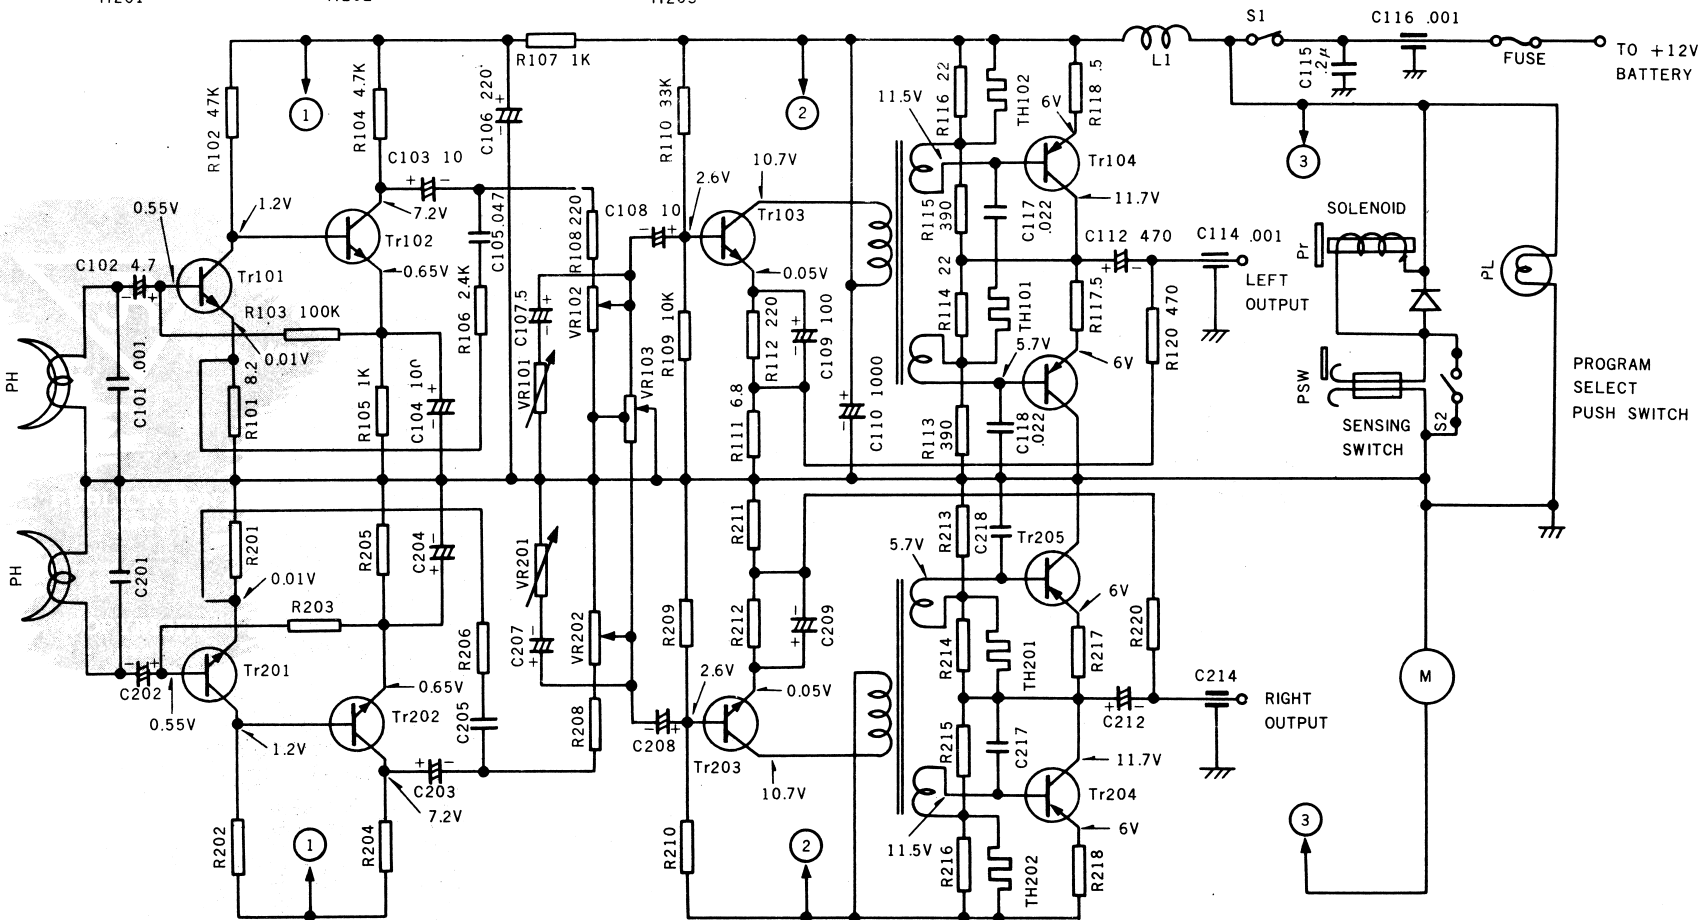 S1
C116 .001
L1
C115 .2μ
FUSE
TO +12V
BATTERY
R102 47K
R104 4.7K
1
C106 220
R107 1K
R110 33K
2
11.5V
R116 22
TH102
6V
R118 .5
3
C103 10
10.7V
2.6V
Tr104
0.55V
1.2V
7.2V
C105.047
R108 220
C108 10
Tr103
R115 390
C117 .022
11.7V
SOLENOID
Pr
Tr102
C102 4.7
0.65V
0.05V
C112 470
C114 .001
Tr101
LEFT
OUTPUT
PL
R103 100K
R106 2.4K
C107.5
VR102
R109 10K
R112 220
C109 100
R114 22
TH101
R117.5
R120 470
PH
C101 .001
0.01V
R101 8.2
R105 1K
C104 100
VR101
VR103
R111 6.8
C110 1000
5.7V
6V
R113 390
C118 .022
PSW
SENSING
SWITCH
S2
PROGRAM
SELECT
PUSH SWITCH
PH
C201
R201
R205
C204
VR201
R211
R213
C218
Tr205
5.7V
0.01V
R203
R206
C207
VR202
R209
R212
C209
6V
R214
TH201
R217
R220
C202
Tr201
0.55V
0.65V
Tr202
C205
R208
2.6V
0.05V
C208
C214
M
C212
RIGHT
OUTPUT
1.2V
C203
7.2V
Tr203
10.7V
R215
C217
11.7V
Tr204
R202
1
R204
R210
2
11.5V
R216
TH202
6V
R218
3